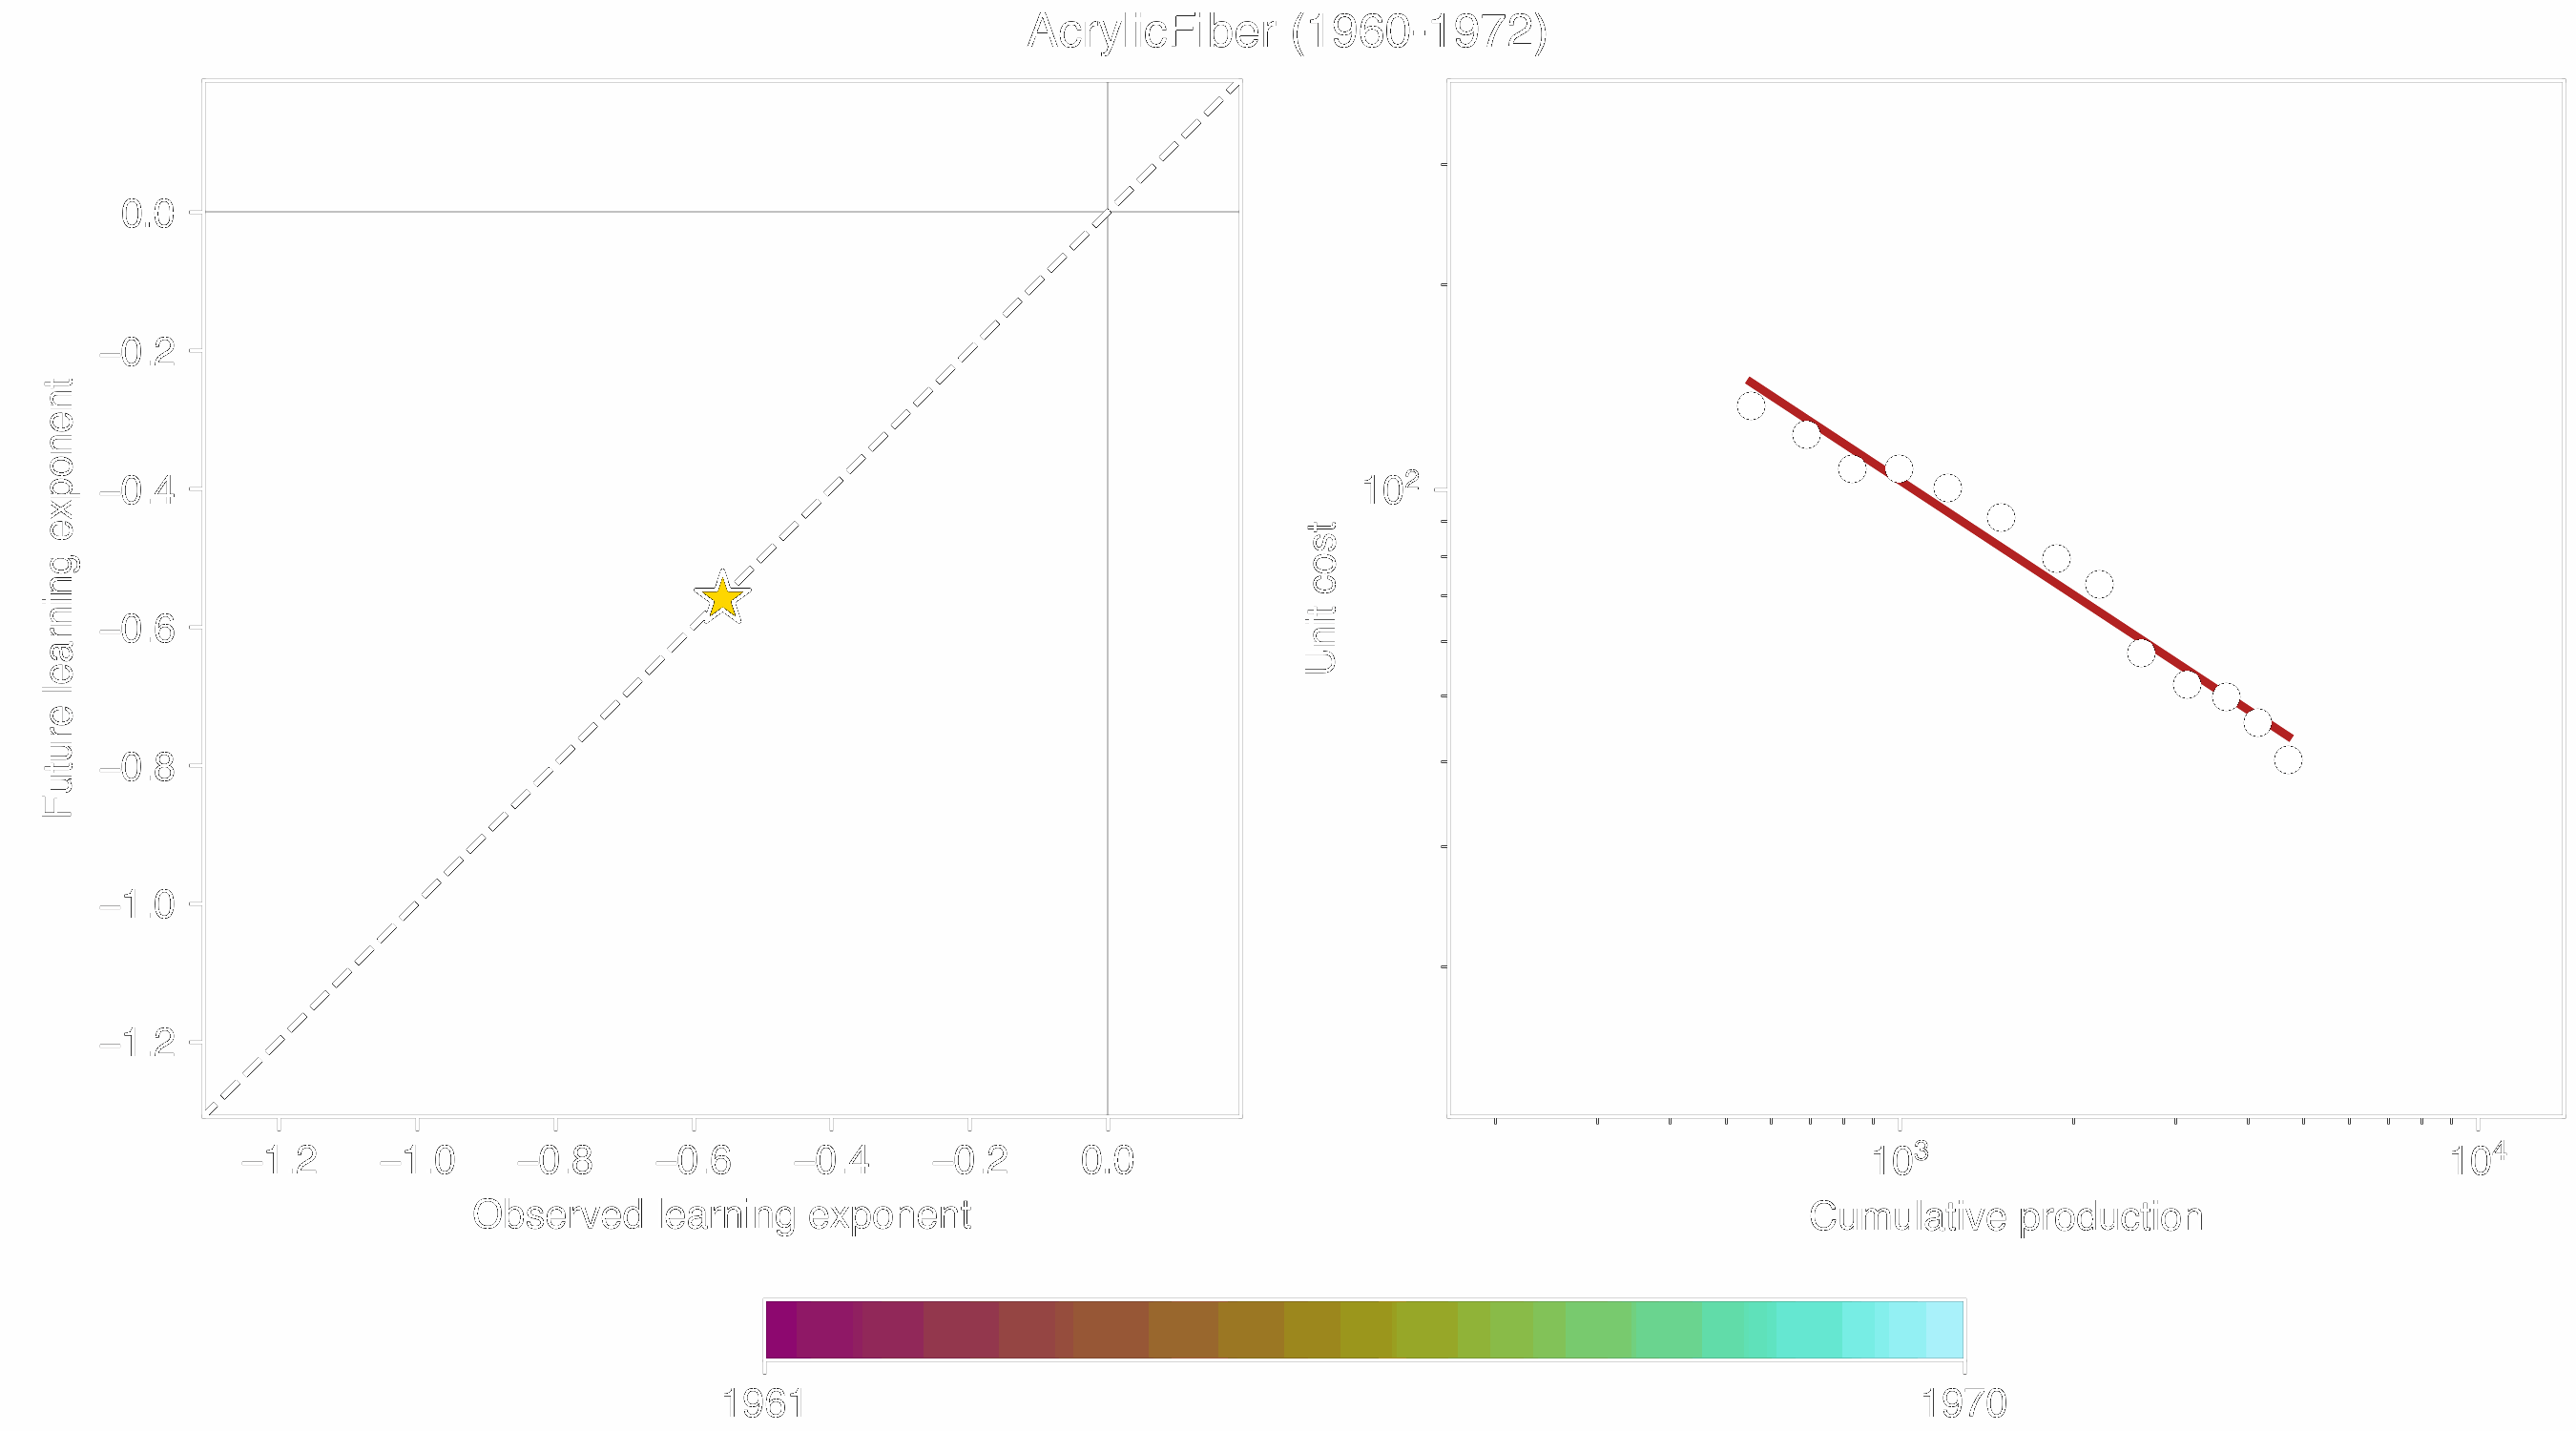 AcrylicFiber (1960-1972)
Future learning exponent
0.0
−0.2
−0.4
−0.6
−0.8
−1.0
−1.2
−1.2 −1.0 −0.8 −0.6 −0.4 −0.2 0.0
Observed learning exponent
Unit cost
10²
10³ 10⁴
Cumulative production
1961 1970